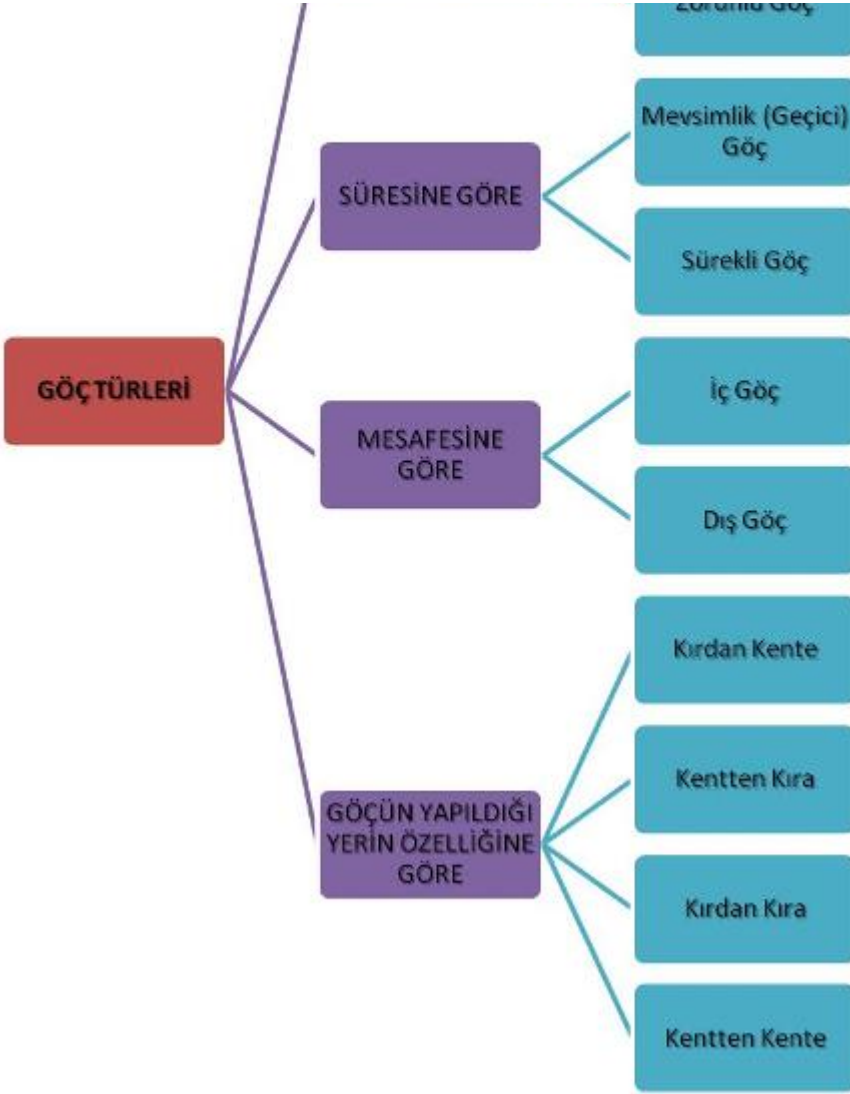 Zorunlu Göç
Mevsimlik (Geçici)
Göç
SÜRESİNE GÖRE
Sürekli Göç
GÖÇ TÜRLERİ
İç Göç
MESAFESİNE
GÖRE
Dış Göç
Kırdan Kente
Kentten Kıra
GÖÇÜN YAPILDIĞI
YERİN ÖZELLİĞİNE
GÖRE
Kırdan Kıra
Kentten Kente